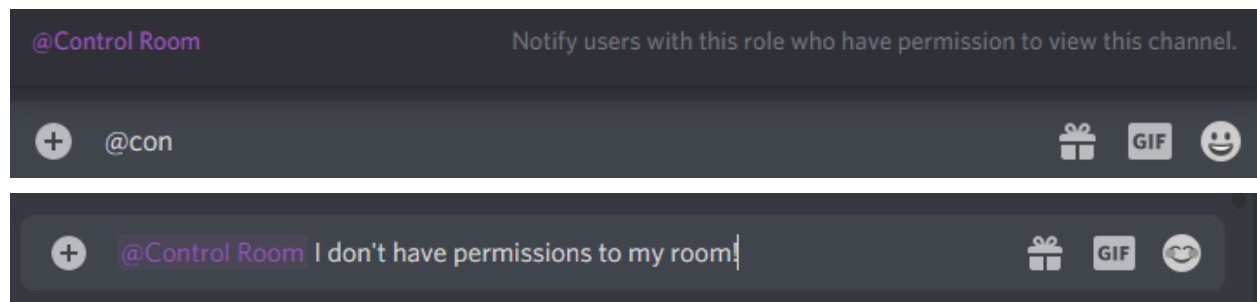 @Control Room Notify users with this role who have permission to view this channel.
@con GIF
@Control Room I don't have permissions to my room! GIF